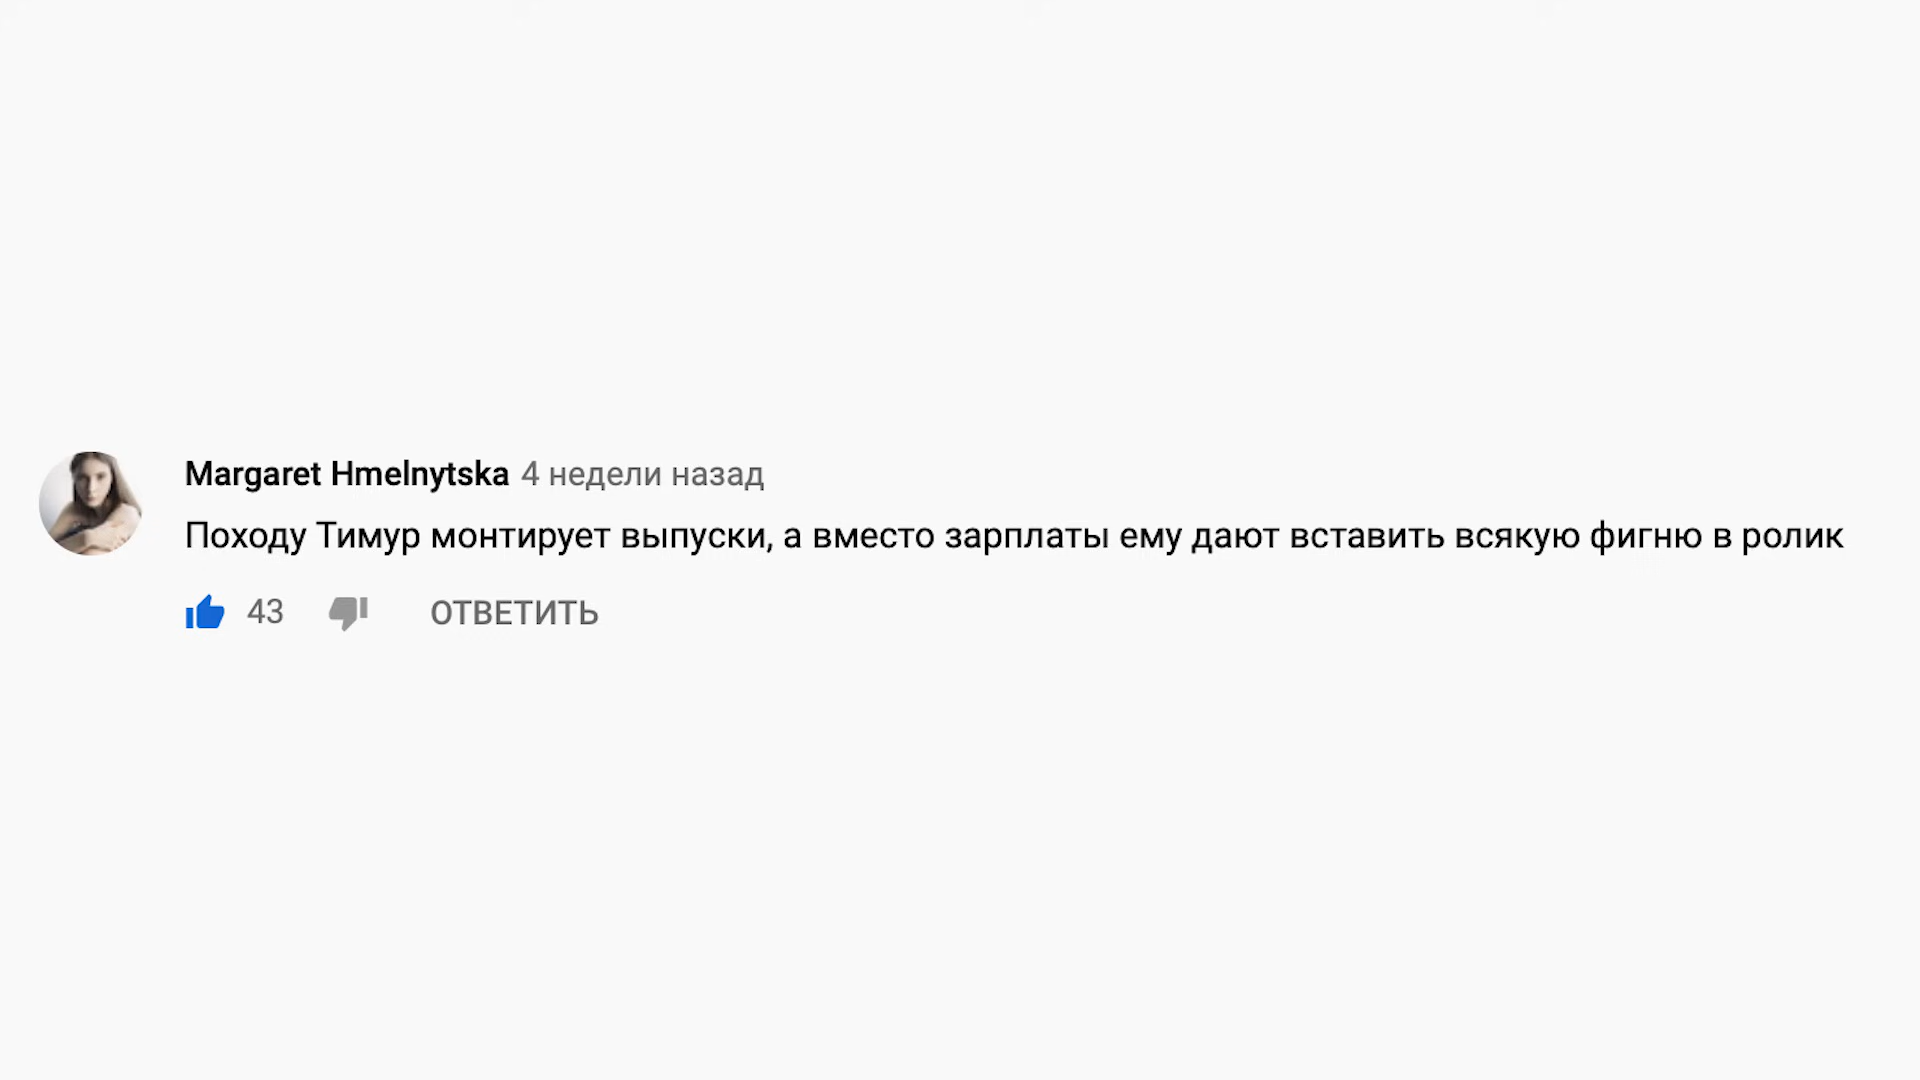 Margaret Hmelnytska 4 недели назад
Походу Тимур монтирует выпуски, а вместо зарплаты ему дают вставить всякую фигню в ролик
43 ОТВЕТИТЬ